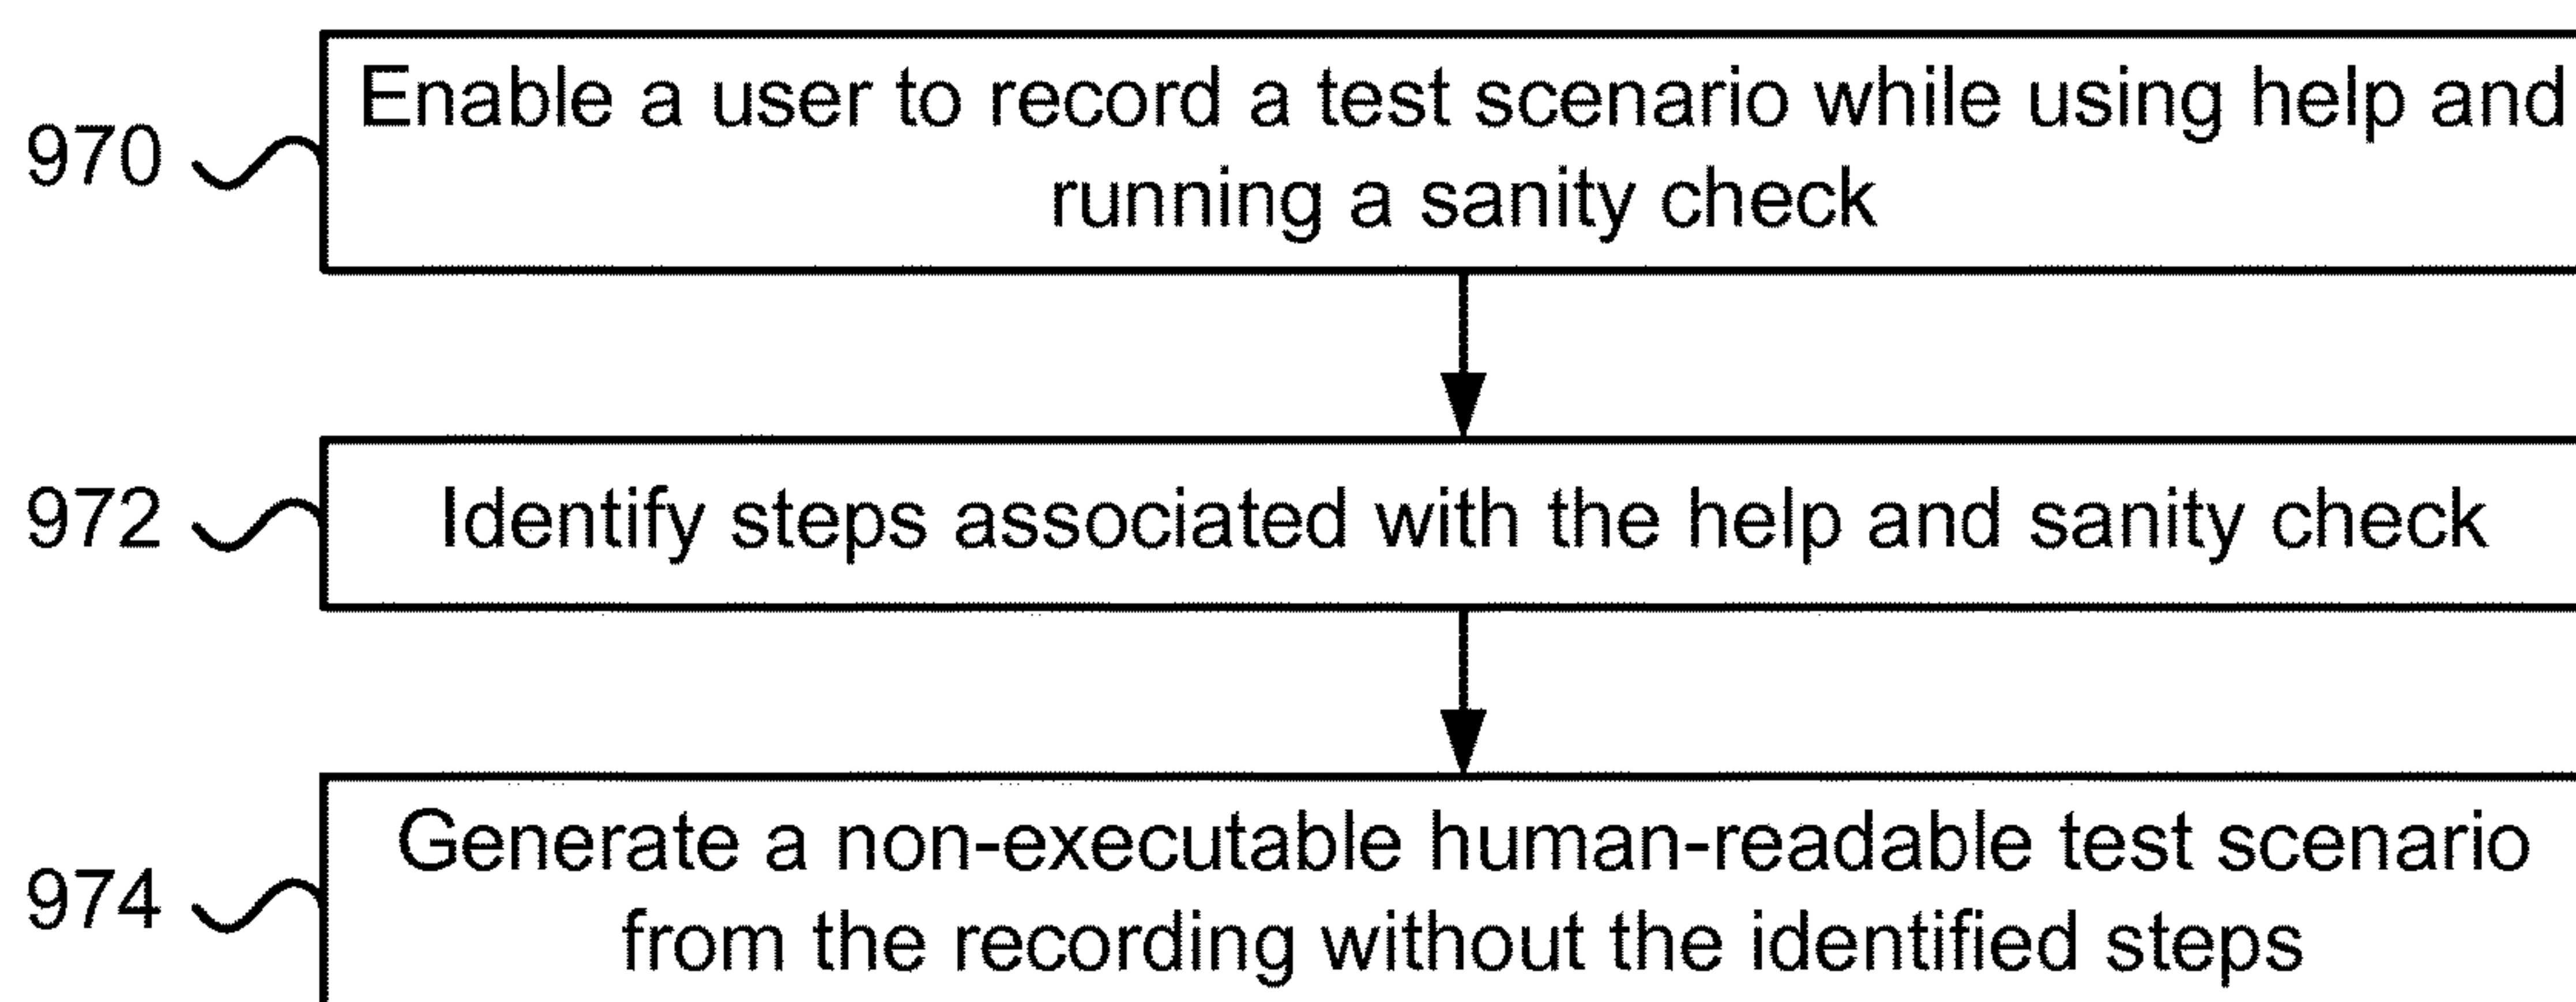 Enable a user to record a test scenario while using help and
970
running a sanity check
972
Identify steps associated with the help and sanity check
Generate a non-executable human-readable test scenario
974
from the recording without the identified steps